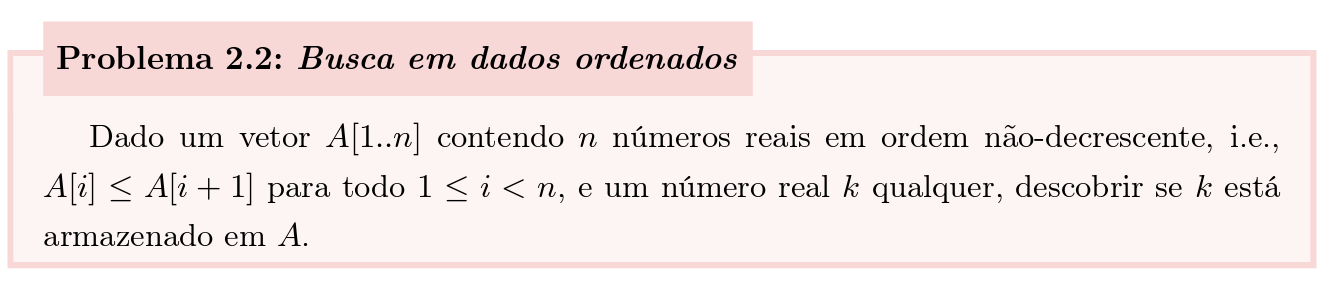 Problema 2.2: Busca em dados ordenados
Dado um vetor A[1..n] contendo n números reais em ordem não-decrescente, i.e.,
A[i] ≤ A[i + 1] para todo 1 ≤ i < n, e um número real k qualquer, descobrir se k está
armazenado em A.